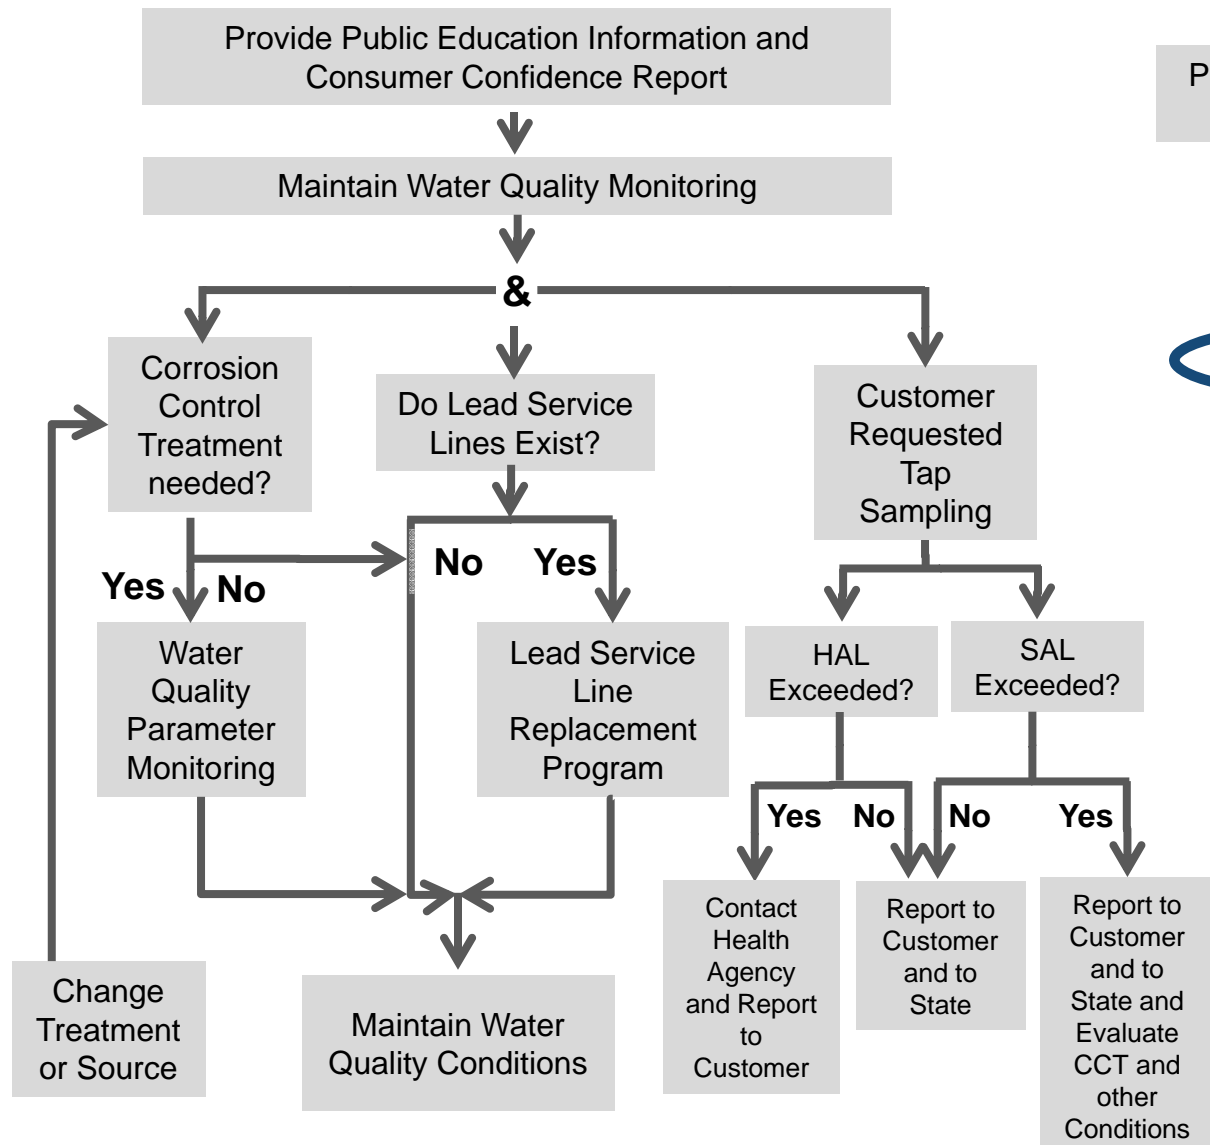 Provide Public Education Information and
Consumer Confidence Report
P
Maintain Water Quality Monitoring
&
Corrosion
Control
Treatment
needed?
Do Lead Service
Lines Exist?
Customer
Requested
Tap
Sampling
Yes
No
No
Yes
Water
Quality
Parameter
Monitoring
Lead Service
Line
Replacement
Program
HAL
Exceeded?
SAL
Exceeded?
Yes
No
No
Yes
Change
Treatment
or Source
Maintain Water
Quality Conditions
Contact
Health
Agency
and Report
to
Customer
Report to
Customer
and to
State
Report to
Customer
and to
State and
Evaluate
CCT and
other
Conditions